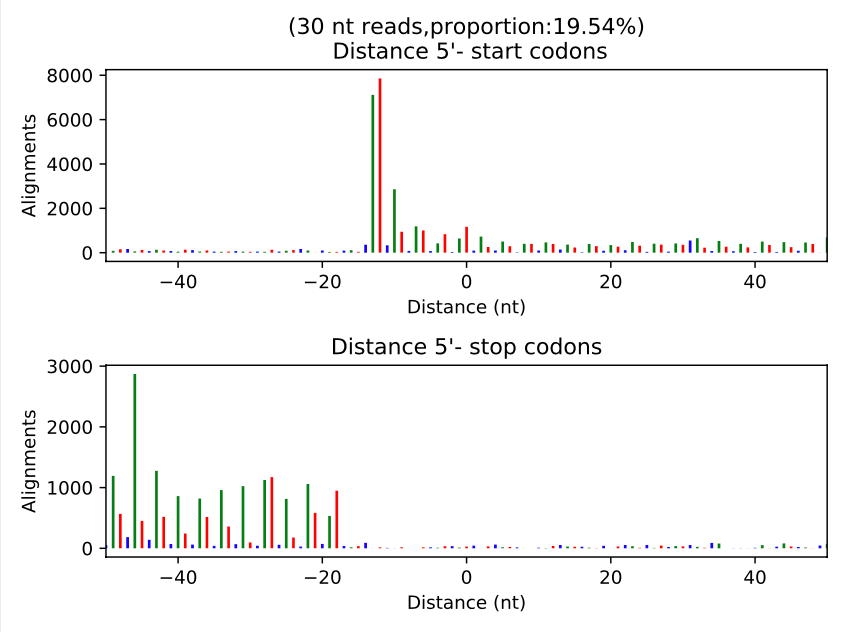 (30 nt reads,proportion:19.54%)
Distance 5'- start codons
8000
6000
4000
2000
0
Alignments
−40 −20 0 20 40
Distance (nt)
Distance 5'- stop codons
3000
2000
1000
0
Alignments
−40 −20 0 20 40
Distance (nt)